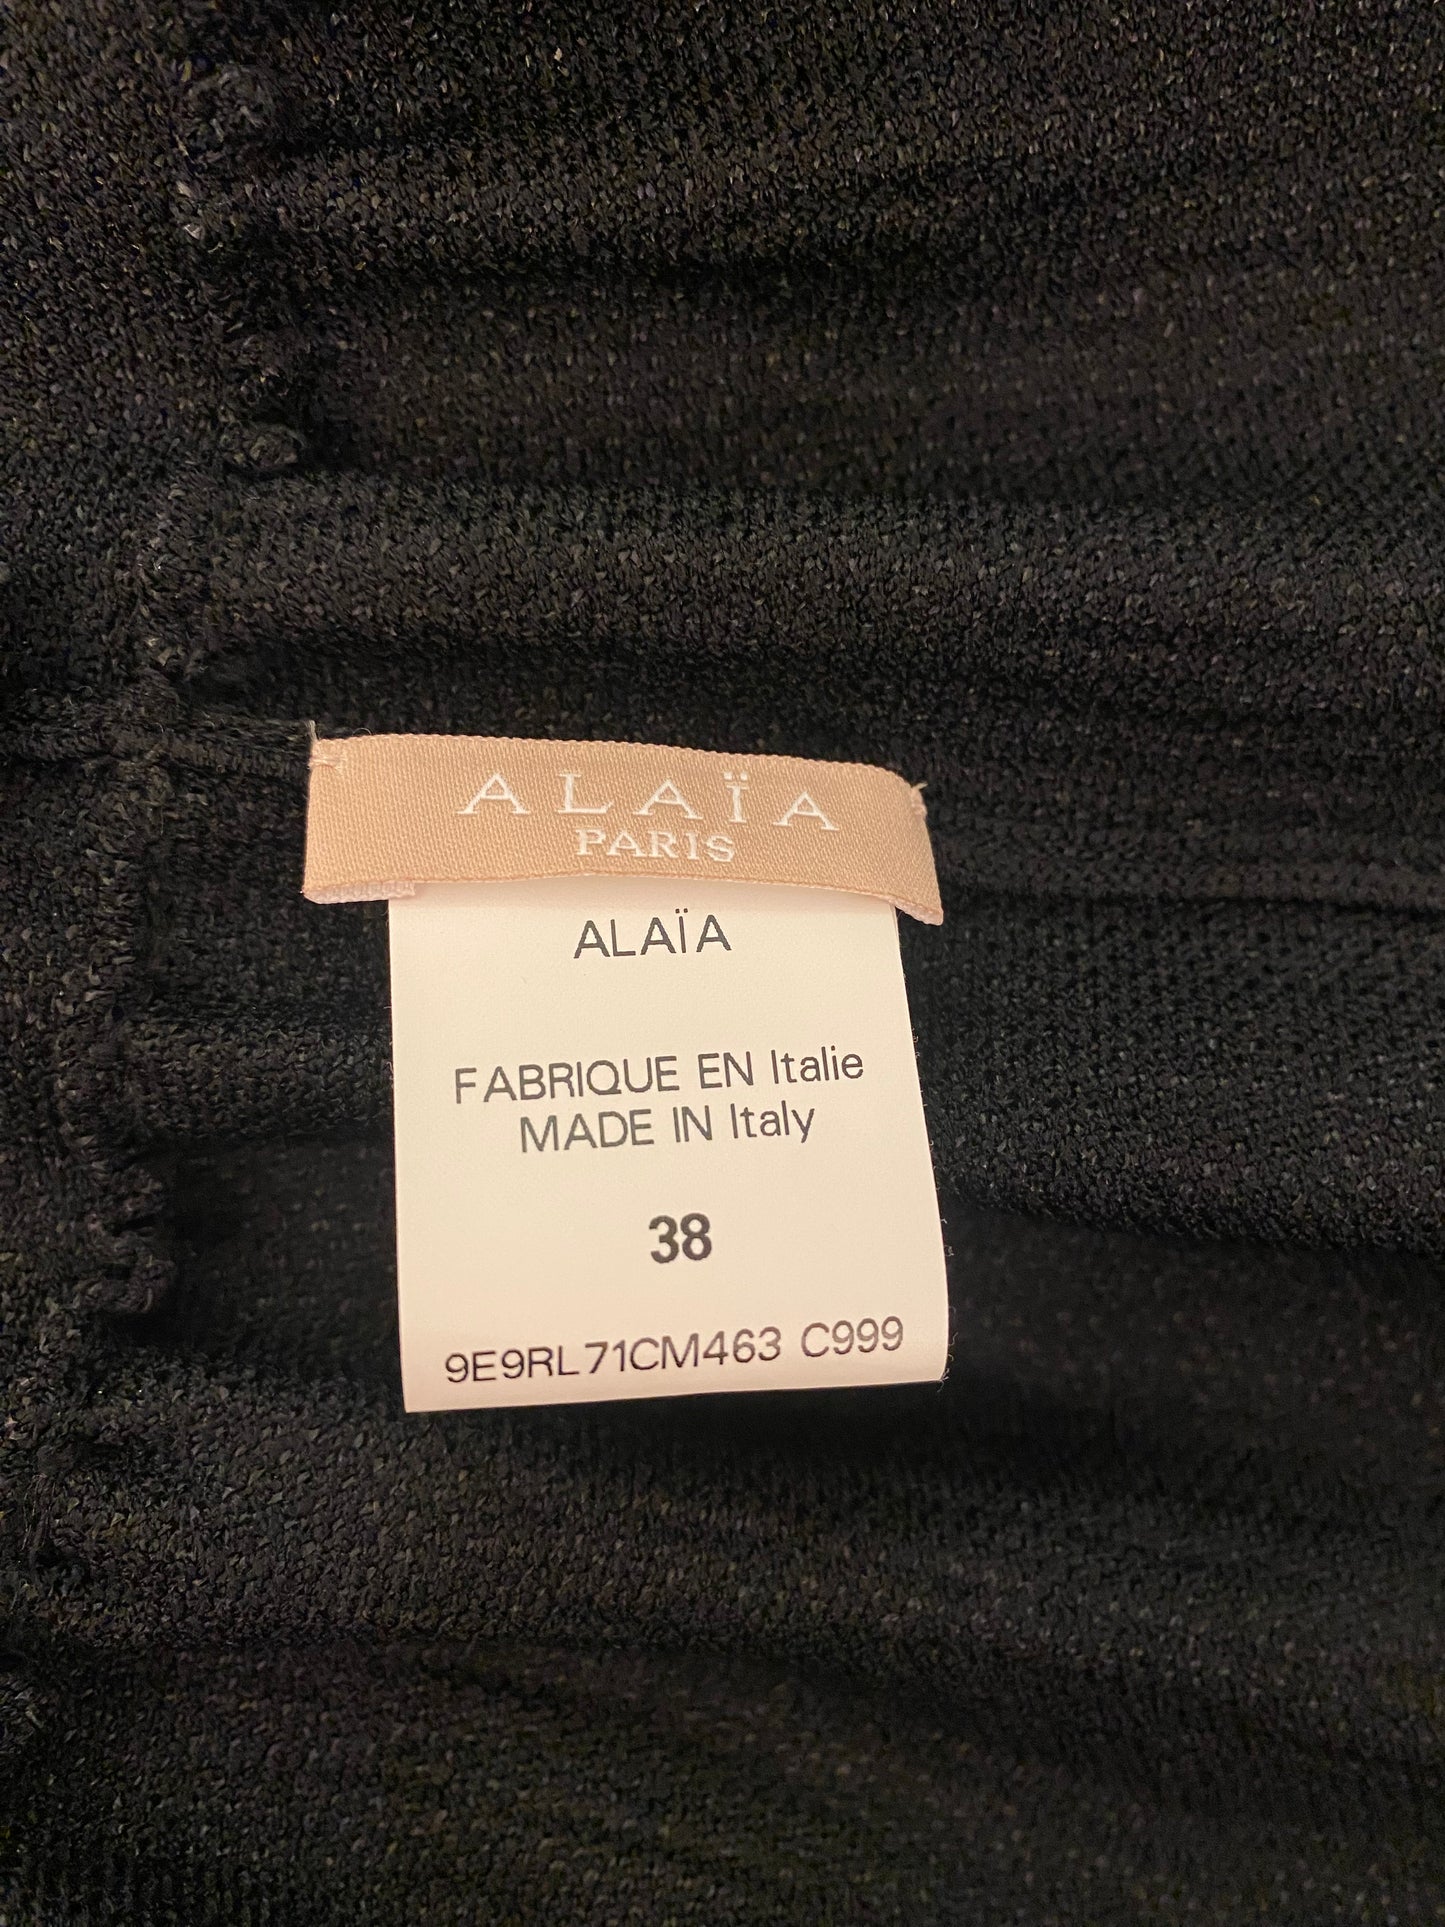 ALAÏA
PARIS
ALAÏA
FABRIQUE EN Italie
MADE IN Italy
38
9E9RL71CM463 C999